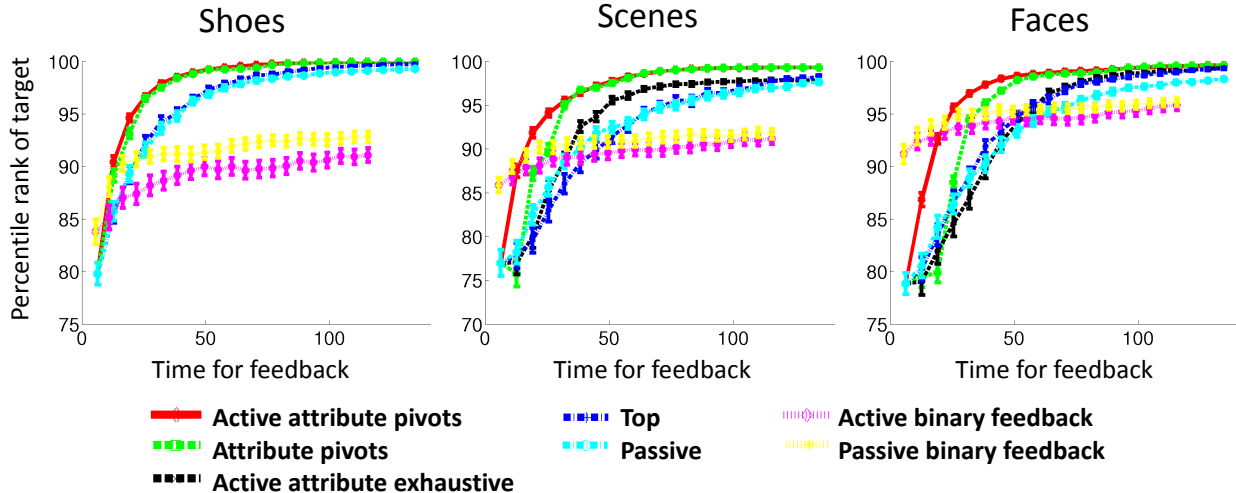 Shoes
Scenes
Faces
Percentile rank of target
100
95
90
85
80
75
0
50
100
Time for feedback
100
95
90
85
80
75
70
0
50
100
Time for feedback
100
95
90
85
80
75
0
50
100
Time for feedback
Active attribute pivots
Attribute pivots
Active attribute exhaustive
Top
Passive
Active binary feedback
Passive binary feedback